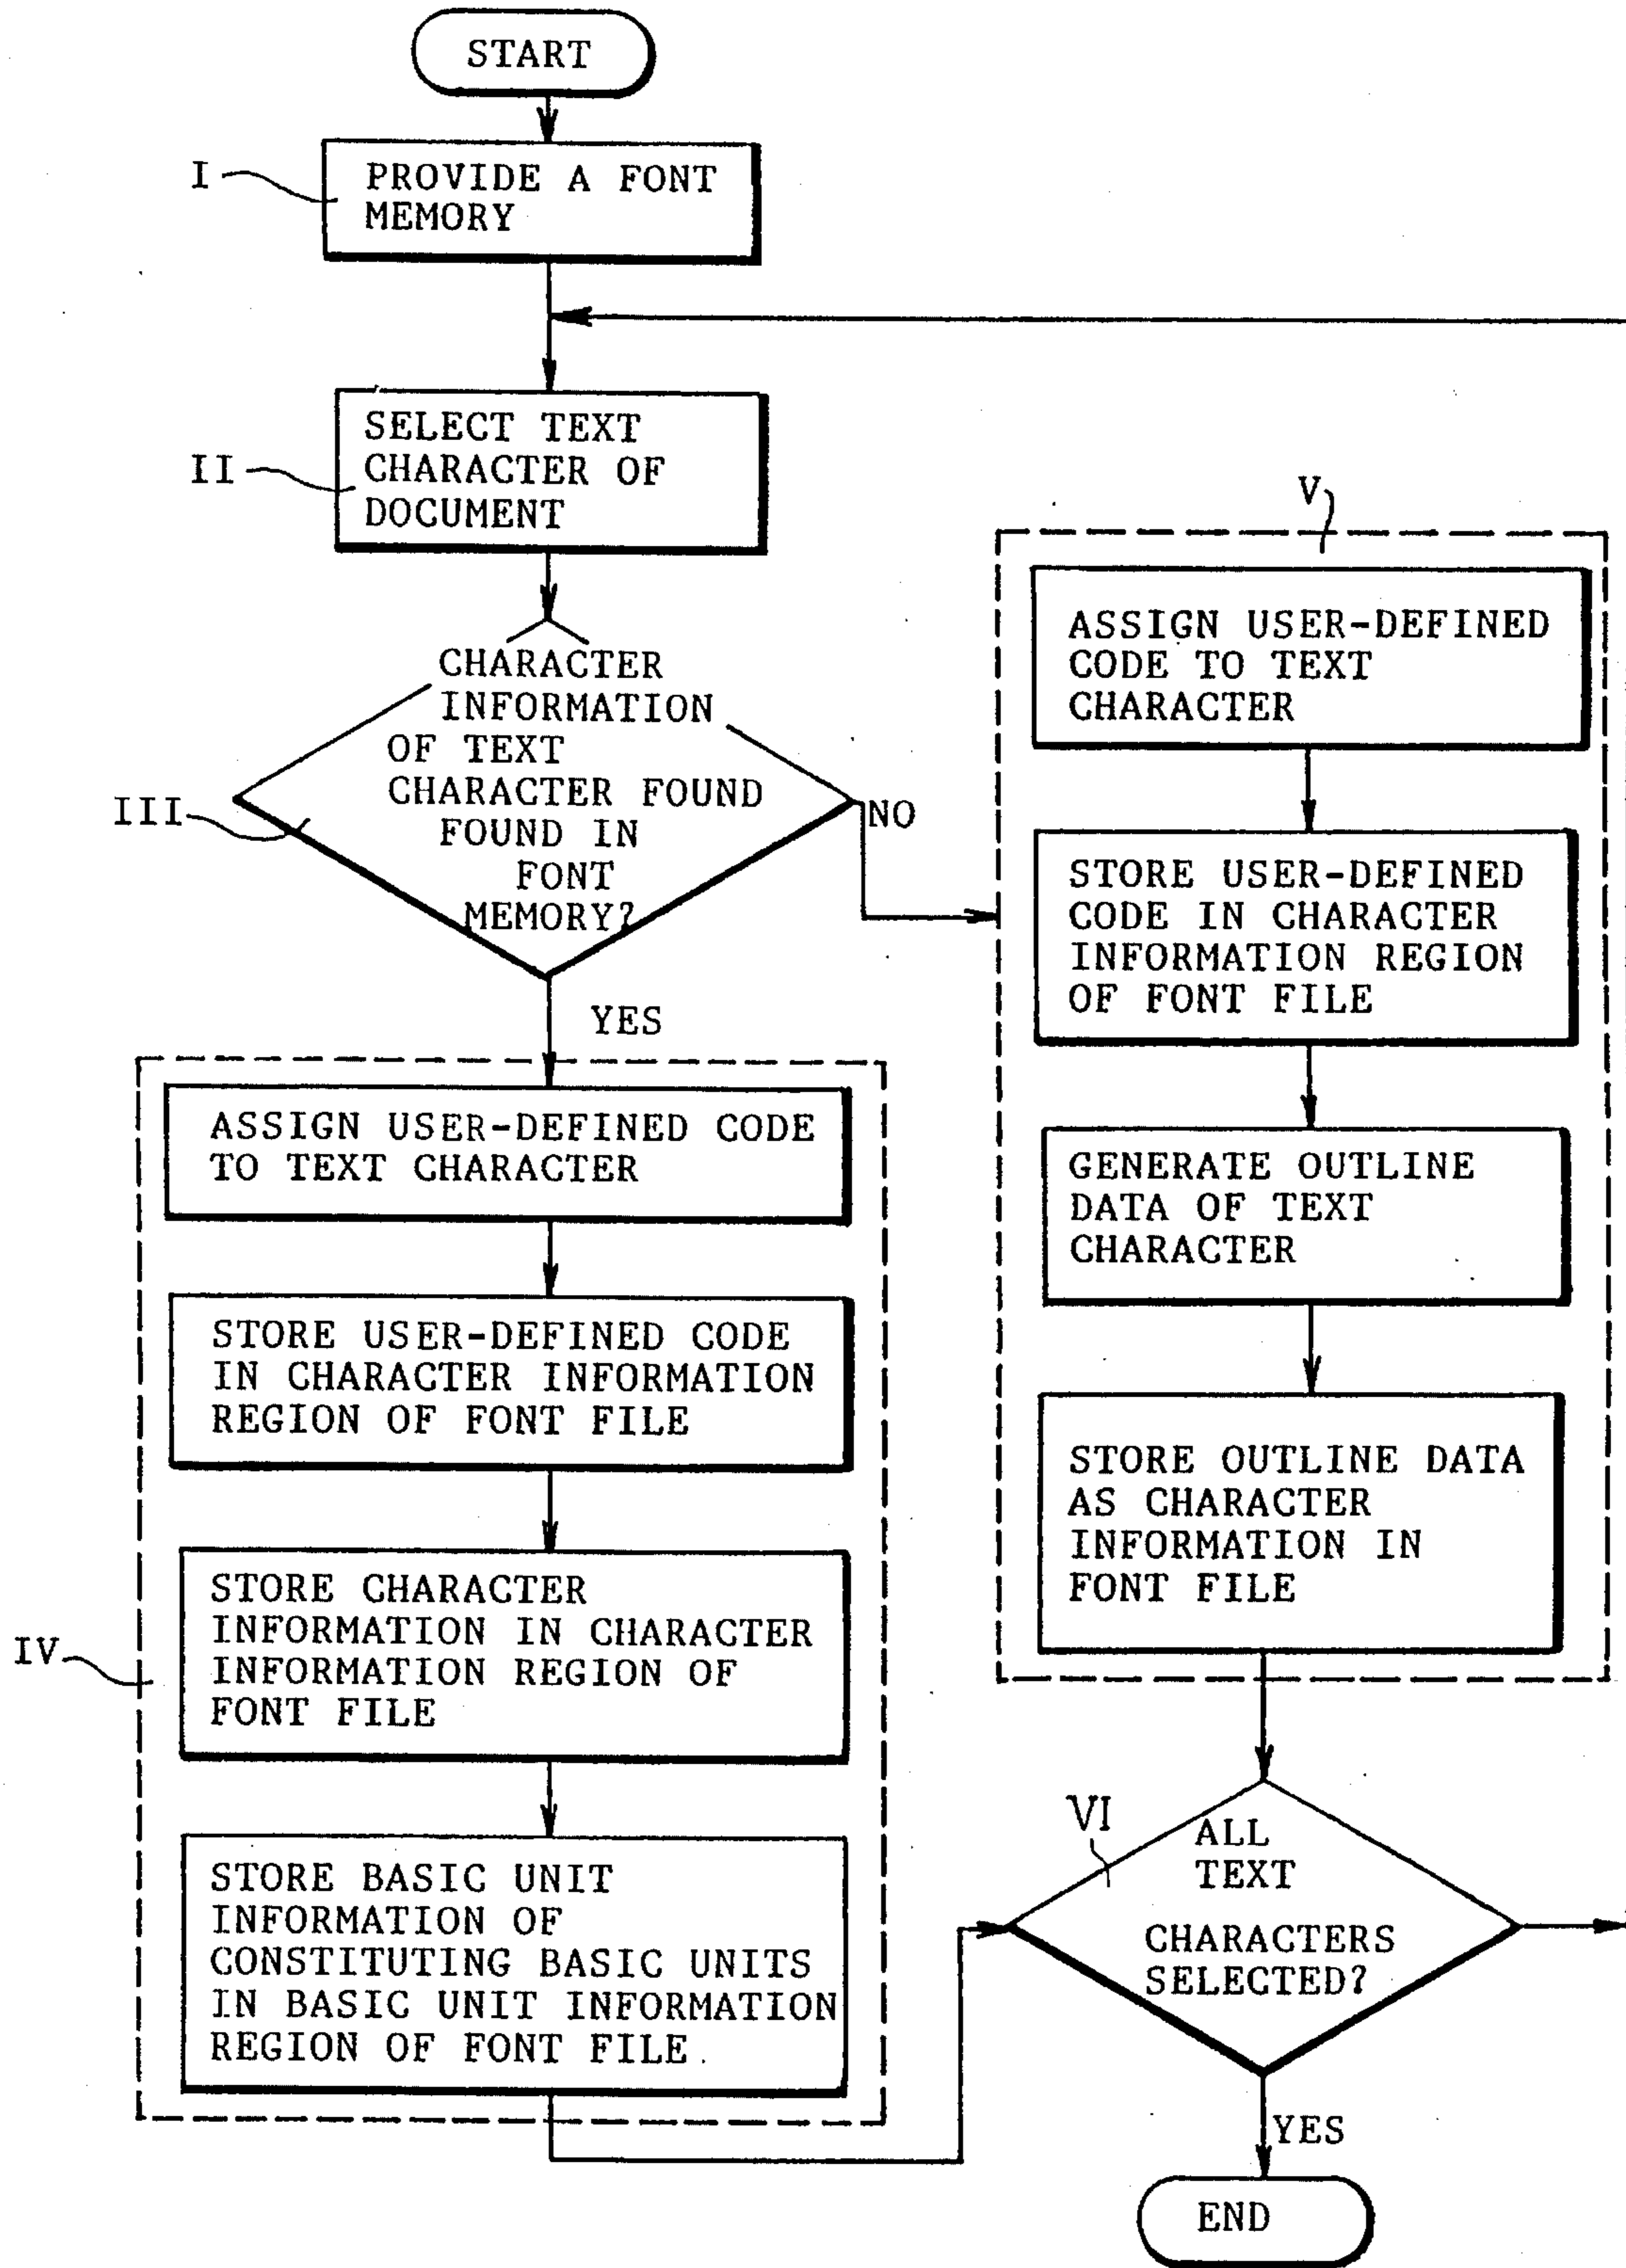 START
I
PROVIDE A FONT
MEMORY
II
SELECT TEXT
CHARACTER OF
DOCUMENT
III
CHARACTER
INFORMATION
OF TEXT
CHARACTER FOUND
FOUND IN
FONT
MEMORY?
NO
YES
IV
ASSIGN USER-DEFINED CODE
TO TEXT CHARACTER
STORE USER-DEFINED CODE
IN CHARACTER INFORMATION
REGION OF FONT FILE
STORE CHARACTER
INFORMATION IN CHARACTER
INFORMATION REGION OF
FONT FILE
STORE BASIC UNIT
INFORMATION OF
CONSTITUTING BASIC UNITS
IN BASIC UNIT INFORMATION
REGION OF FONT FILE
V
ASSIGN USER-DEFINED
CODE TO TEXT
CHARACTER
STORE USER-DEFINED
CODE IN CHARACTER
INFORMATION REGION
OF FONT FILE
GENERATE OUTLINE
DATA OF TEXT
CHARACTER
STORE OUTLINE DATA
AS CHARACTER
INFORMATION IN
FONT FILE
VI
ALL
TEXT
CHARACTERS
SELECTED?
YES
END